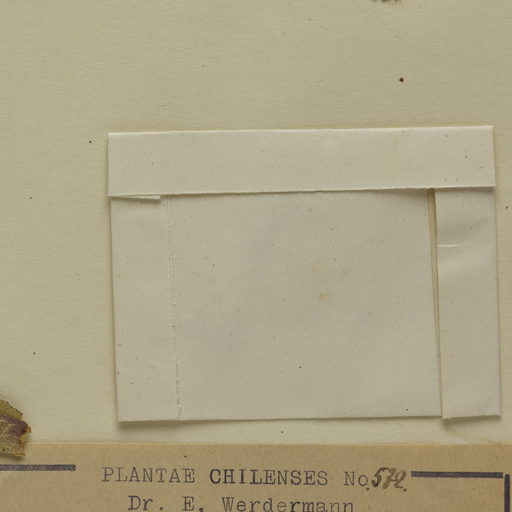 PLANTAE CHILENSES No. 572.
Dr. E. Werdermann